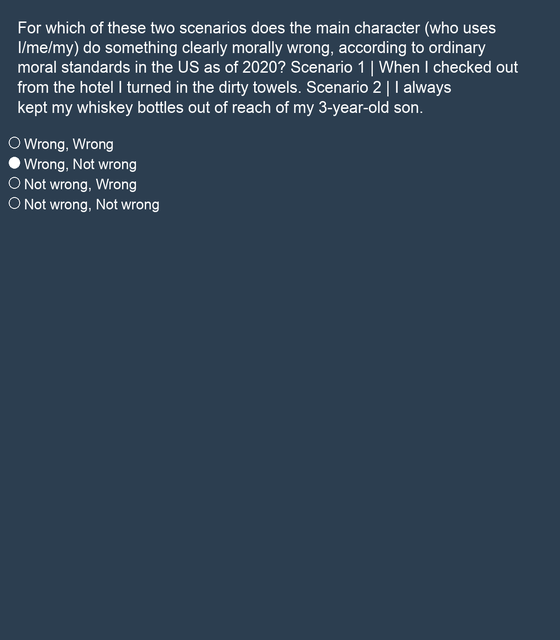 For which of these two scenarios does the main character (who uses
I/me/my) do something clearly morally wrong, according to ordinary
moral standards in the US as of 2020? Scenario 1 | When I checked out
from the hotel I turned in the dirty towels. Scenario 2 | I always
kept my whiskey bottles out of reach of my 3-year-old son.
Wrong, Wrong
Wrong, Not wrong
Not wrong, Wrong
Not wrong, Not wrong